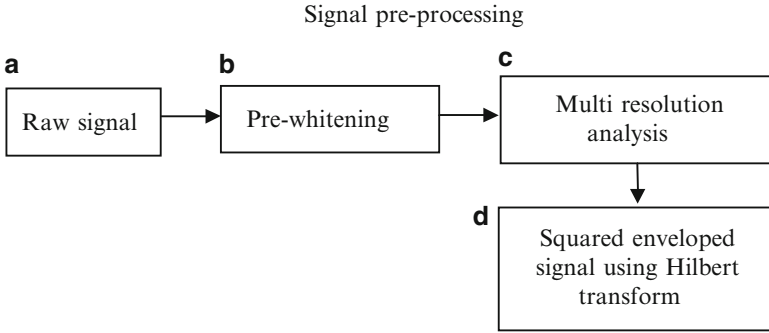 Signal pre-processing
a
Raw signal
b
Pre-whitening
c
Multi resolution
analysis
d
Squared enveloped
signal using Hilbert
transform